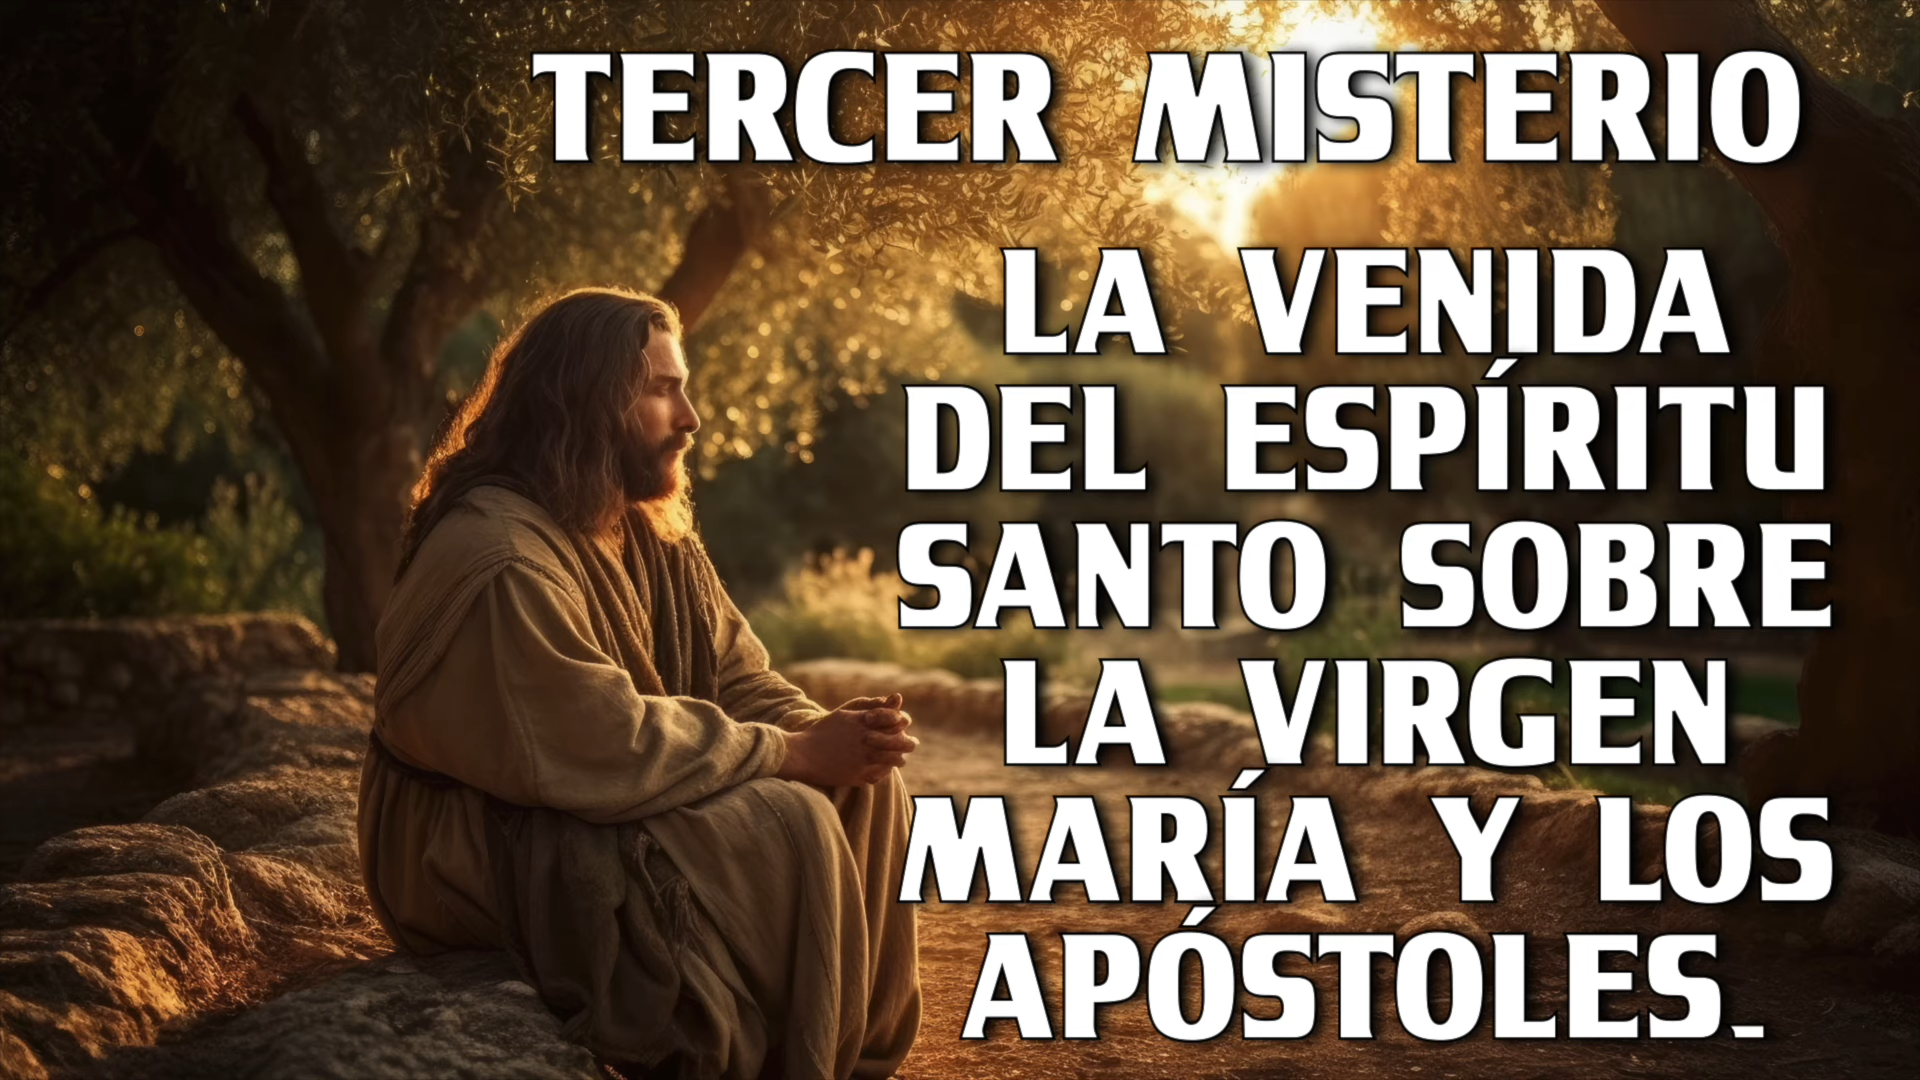 TERCER MISTERIO
LA VENIDA
DEL ESPÍRITU
SANTO SOBRE
LA VIRGEN
MARÍA Y LOS
APÓSTOLES.